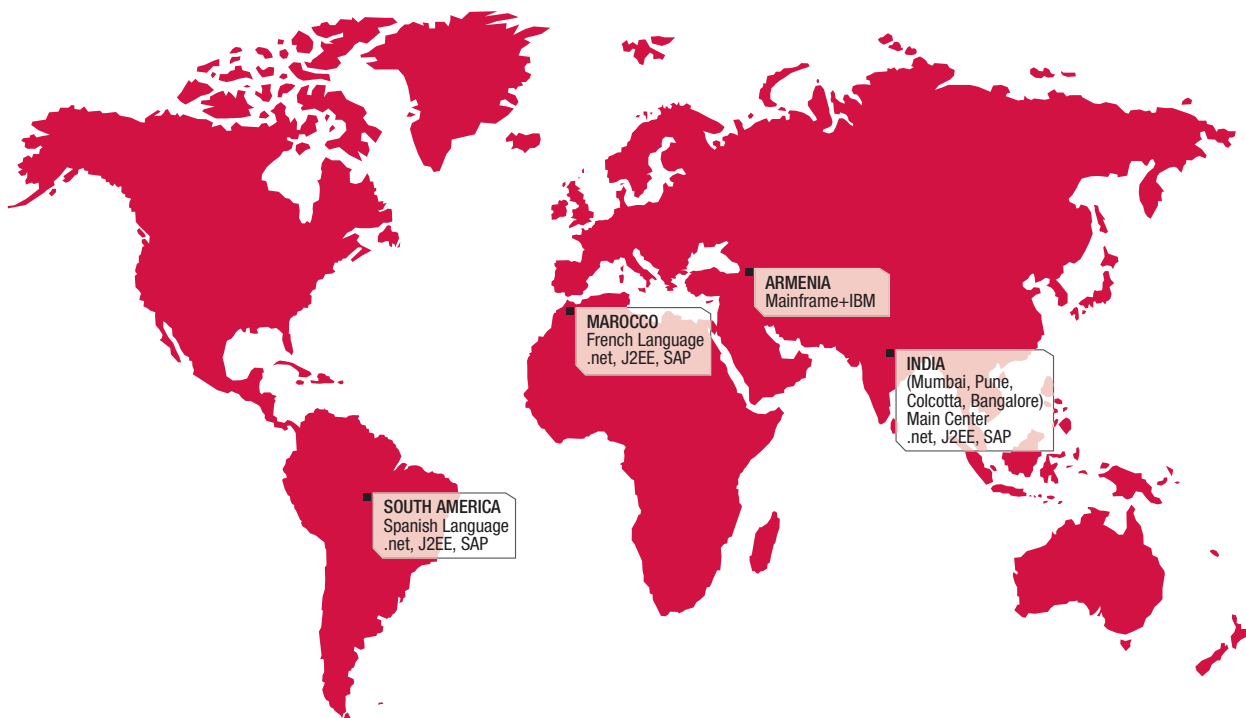 ARMENIA
Mainframe+IBM
MAROCCO
French Language
.net, J2EE, SAP
INDIA
(Mumbai, Pune,
Colcotta, Bangalore)
Main Center
.net, J2EE, SAP
SOUTH AMERICA
Spanish Language
.net, J2EE, SAP